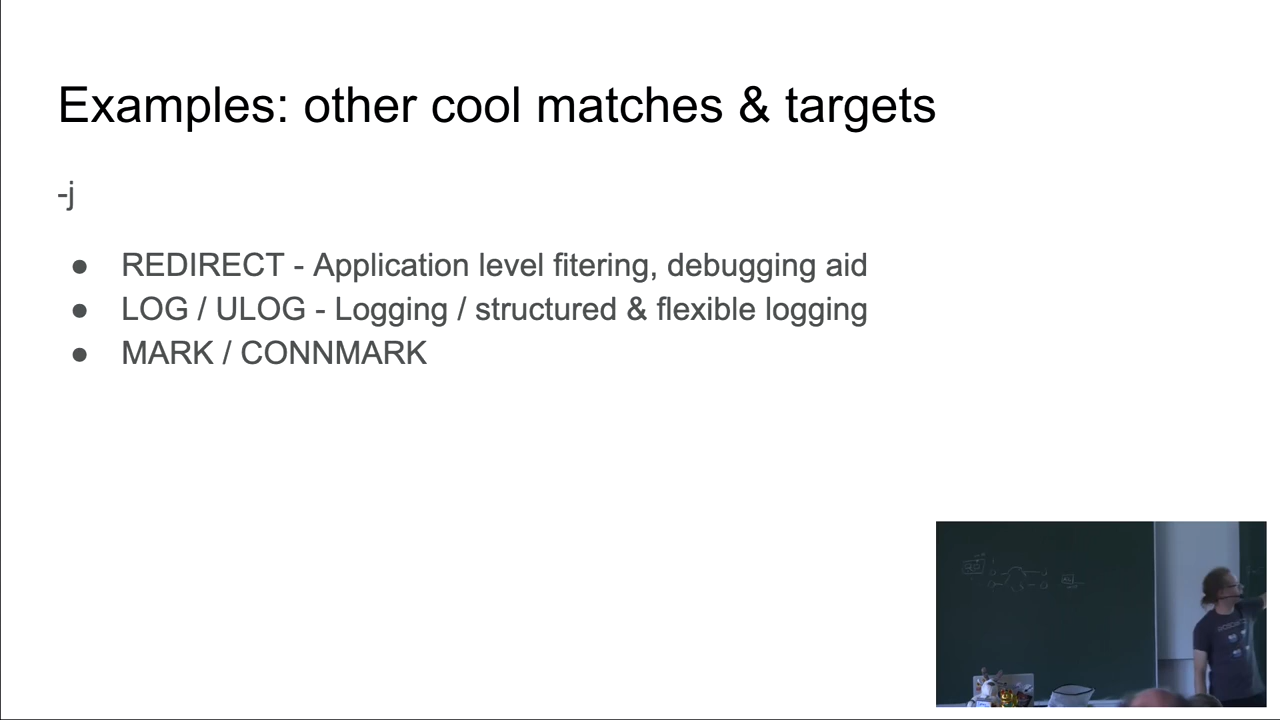 Examples: other cool matches & targets
-j
● REDIRECT - Application level fitering, debugging aid
● LOG / ULOG - Logging / structured & flexible logging
● MARK / CONNMARK